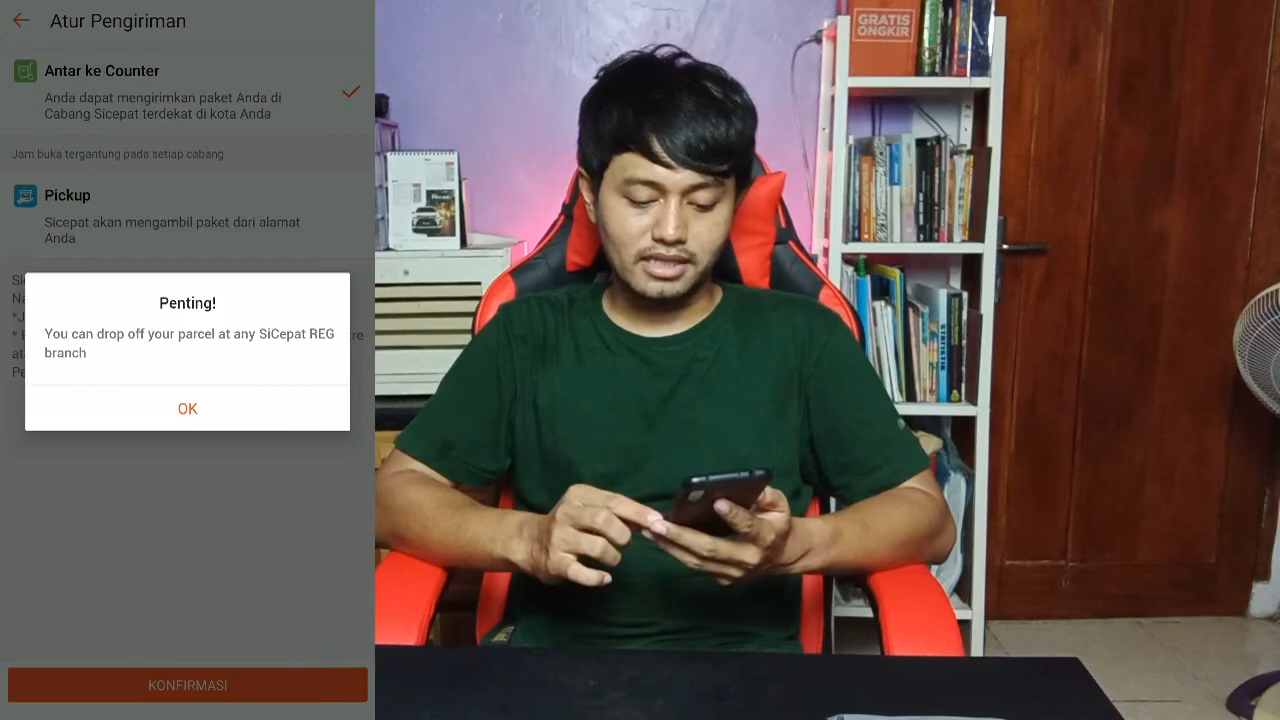 Atur Pengiriman
Antar ke Counter
Anda dapat mengirimkan paket Anda di
Cabang Sicepat terdekat di kota Anda
Jam buka tergantung pada setiap cabang
Pickup
Sicepat akan mengambil paket dari alamat
Anda
Penting!
You can drop off your parcel at any SiCepat REG
branch
OK
KONFIRMASI
GRATIS
ONGKIR
STATISTIK